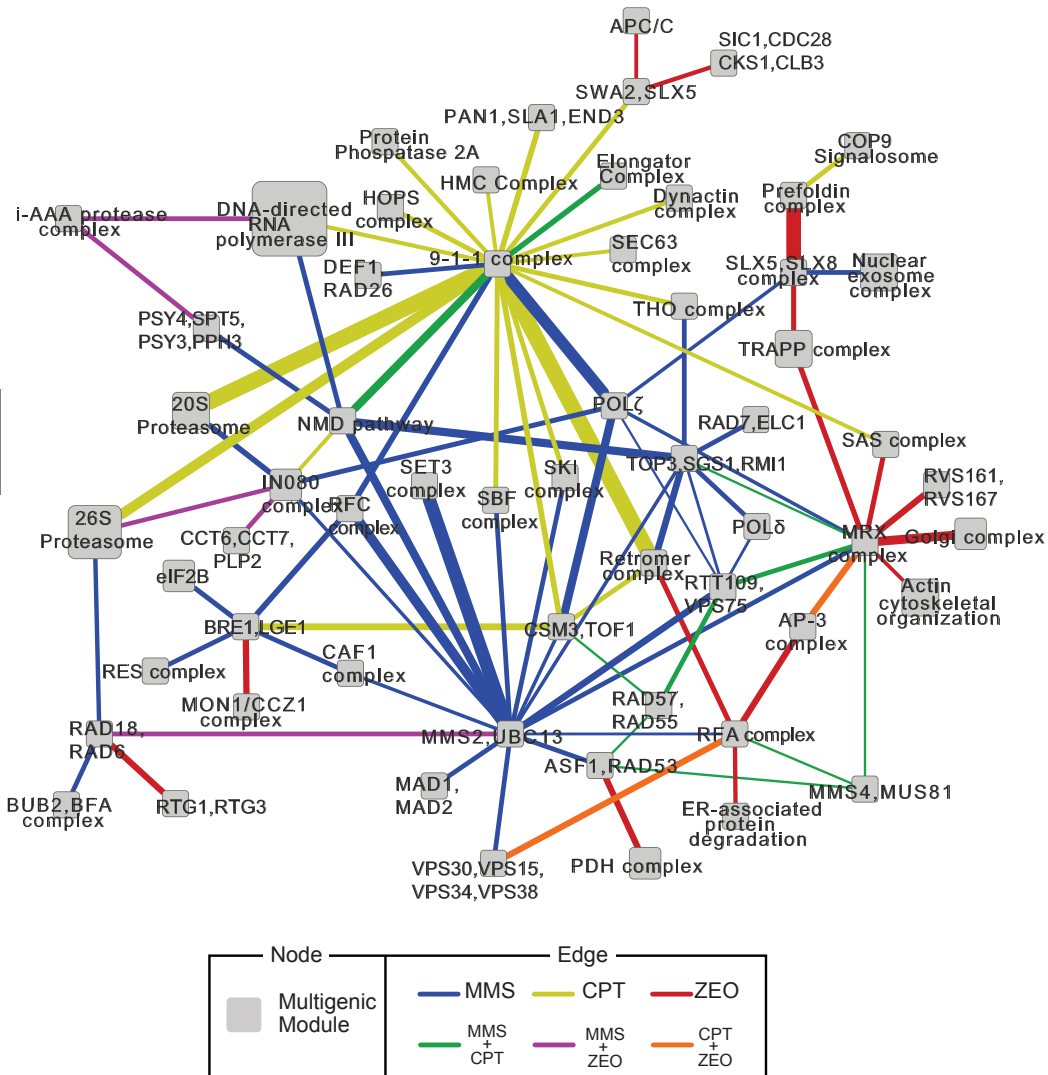 APC/C
SIC1,CDC28
CKS1,CLB3
SWA2,SLX5
PAN1,SLA1,END3
Protein
Phospatase 2A
COP9
Signalosome
HMC Complex
Elongator
Complex
Dynactin
complex
Prefoldin
complex
i-AAA protease
complex
DNA-directed
RNA
polymerase III
HOPS
complex
SEC63
complex
9-1-1 complex
DEF1
RAD26
SLX5,SLX8
complex
Nuclear
exosome
complex
THO complex
PSY4,SPT5,
PSY3,PPH3
TRAPP complex
20S
Proteasome
NMD pathway
POLζ
RAD7,ELC1
SAS complex
TOP3,SGS1,RMI1
IN080
complex
SET3
complex
SKI
complex
SBF
complex
RFC
complex
RVS161,
RVS167
26S
Proteasome
CCT6,CCT7,
PLP2
POLδ
MRX
complex
Golgi complex
eIF2B
Retromer
complex
RTT109,
VPS75
Actin
cytoskeletal
organization
BRE1,LGE1
CSM3,TOF1
AP-3
complex
RES complex
CAF1
complex
MON1/CCZ1
complex
RAD57,
RAD55
RAD18,
RAD6
MMS2,UBC13
RFA complex
ASF1,RAD53
MAD1,
MAD2
MMS4,MUS81
BUB2,BFA
complex
RTG1,RTG3
ER-associated
protein
degradation
VPS30,VPS15,
VPS34,VPS38
PDH complex
Node
Edge
Multigenic
Module
MMS
CPT
ZEO
MMS
+
CPT
MMS
+
ZEO
CPT
+
ZEO